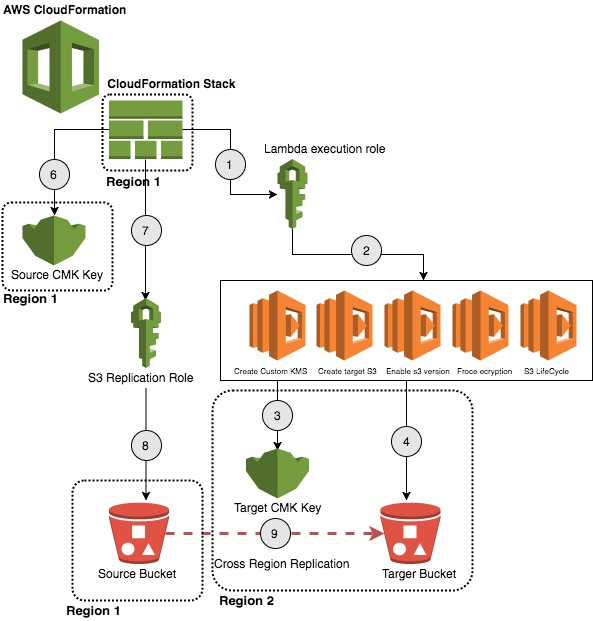 AWS CloudFormation
CloudFormation Stack
Region 1
1
Lambda execution role
6
7
2
Source CMK Key
Region 1
Create Custom KMS
Create target S3
Enable s3 version
Froce ecryption
S3 LifeCycle
S3 Replication Role
3
8
4
Target CMK Key
9
Source Bucket
Cross Region Replication
Targer Bucket
Region 1
Region 2